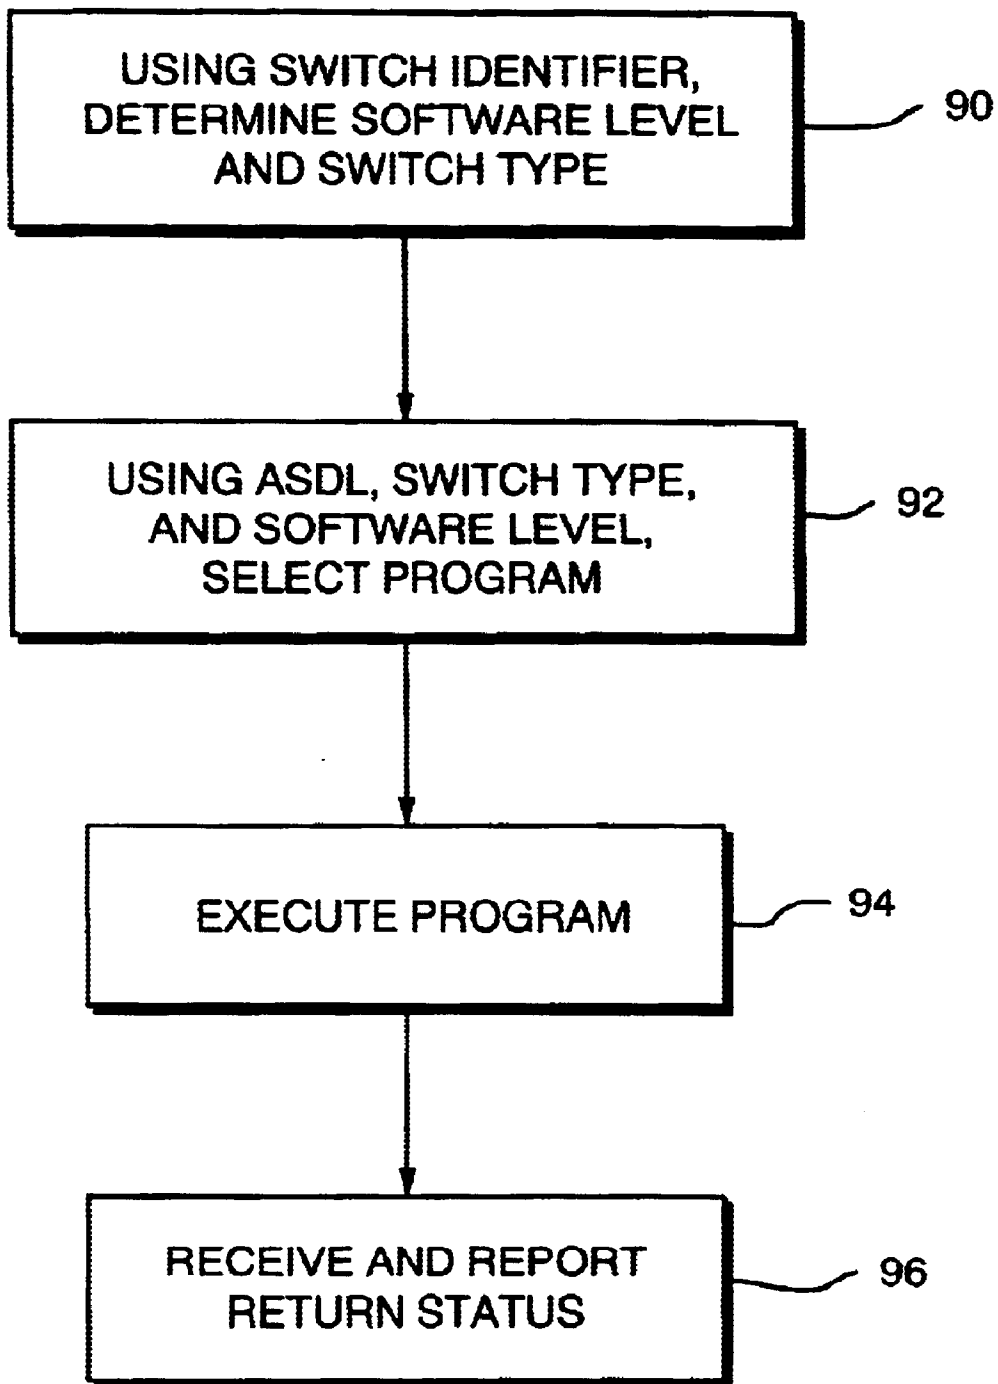 USING SWITCH IDENTIFIER,
DETERMINE SOFTWARE LEVEL
AND SWITCH TYPE
90
USING ASDL, SWITCH TYPE,
AND SOFTWARE LEVEL,
SELECT PROGRAM
92
EXECUTE PROGRAM
94
RECEIVE AND REPORT
RETURN STATUS
96